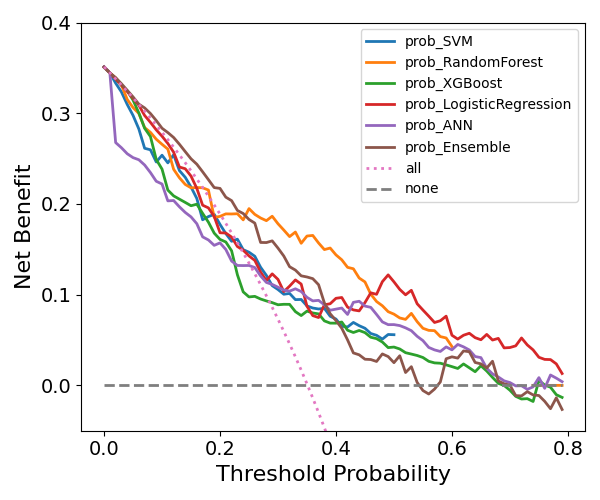 0.4
0.3
0.2
0.1
0.0
Net Benefit
prob_SVM
prob_RandomForest
prob_XGBoost
prob_LogisticRegression
prob_ANN
prob_Ensemble
all
none
0.0 0.2 0.4 0.6 0.8
Threshold Probability